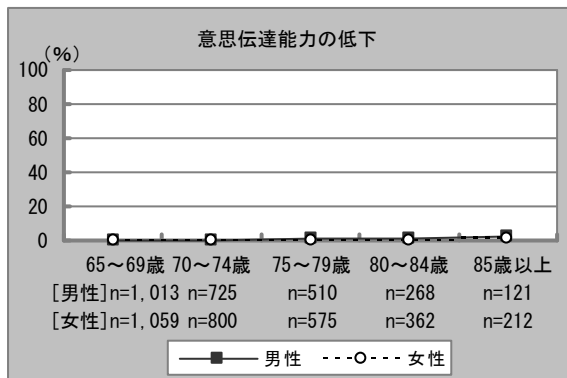 意思伝達能力の低下
(%)
100
80
60
40
20
0
65～69歳 70～74歳 75～79歳 80～84歳 85歳以上
[男性]n=1,013 n=725 n=510 n=268 n=121
[女性]n=1,059 n=800 n=575 n=362 n=212
男性 女性